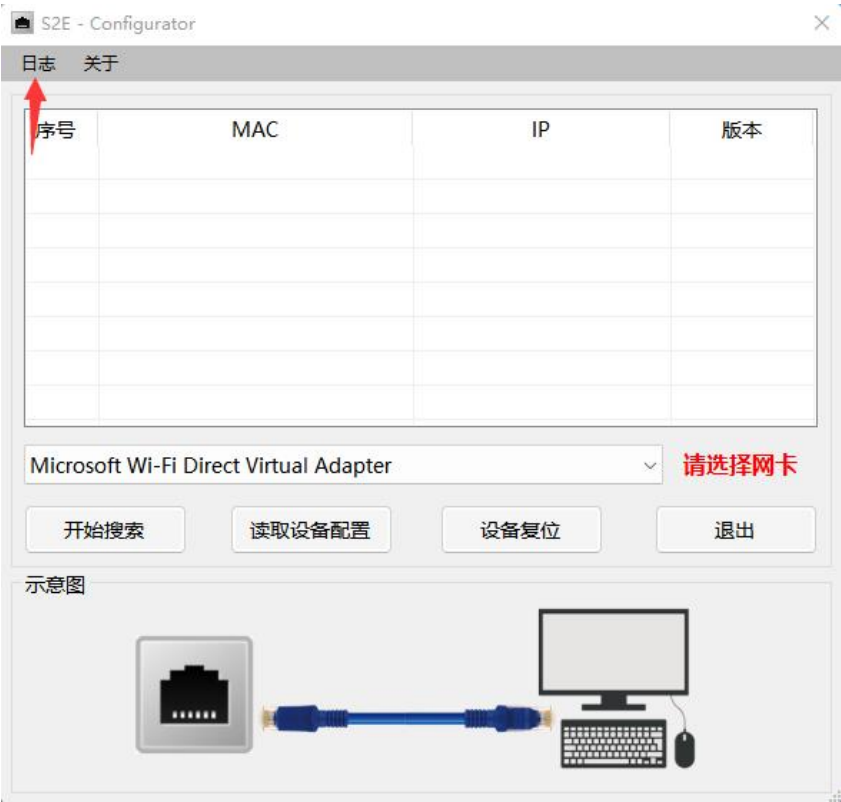 S2E - Configurator
日志 关于
序号 MAC IP 版本
Microsoft Wi-Fi Direct Virtual Adapter 请选择网卡
开始搜索 读取设备配置 设备复位 退出
示意图